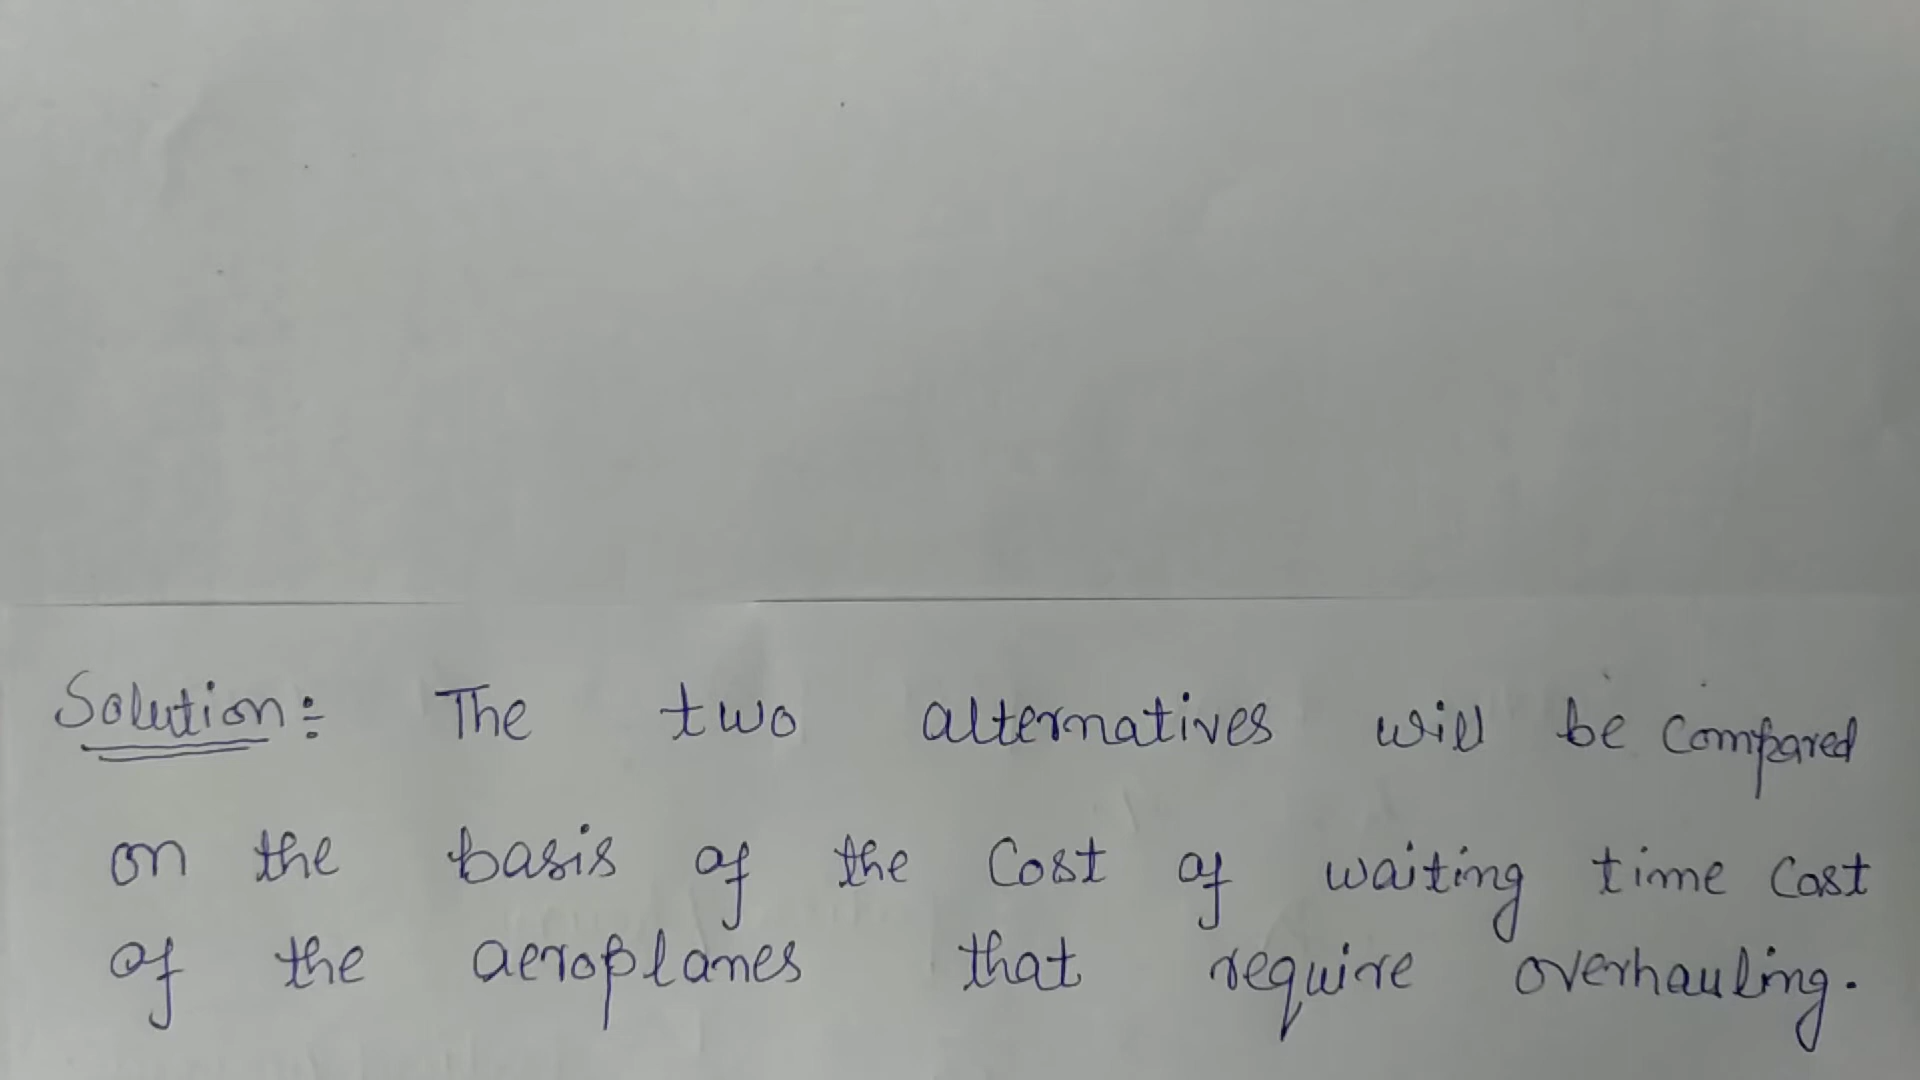 Solution:- The two alternatives will be compared
on the basis of the Cost of waiting time Cost
of the aeroplanes that require overhauling.